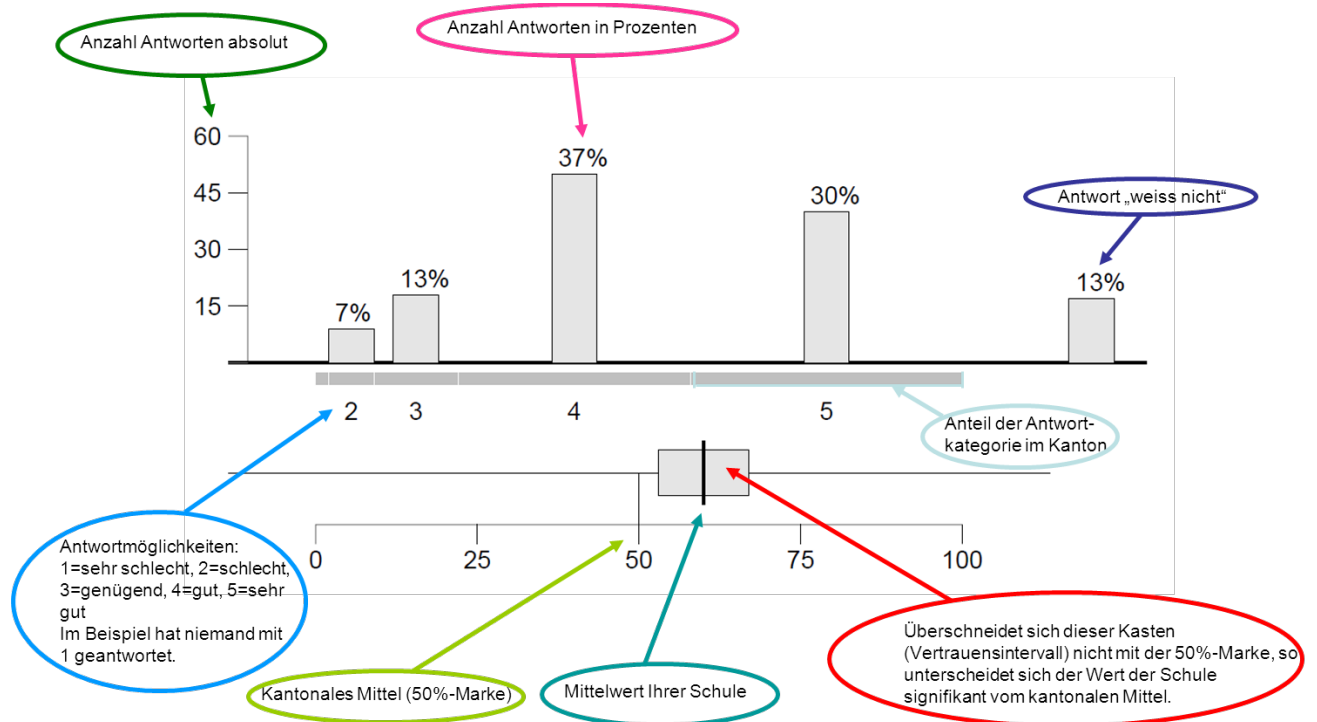 Anzahl Antworten absolut
Anzahl Antworten in Prozenten
60
45
30
15
7%
13%
37%
30%
13%
Antwort „weiss nicht“
2
3
4
5
Anteil der Antwort-
kategorie im Kanton
0
25
50
75
100
Antwortmöglichkeiten:
1=sehr schlecht, 2=schlecht,
3=genügend, 4=gut, 5=sehr
gut
Im Beispiel hat niemand mit
1 geantwortet.
Kantonales Mittel (50%-Marke)
Mittelwert Ihrer Schule
Überschneidet sich dieser Kasten
(Vertrauensintervall) nicht mit der 50%-Marke, so
unterscheidet sich der Wert der Schule
signifikant vom kantonalen Mittel.